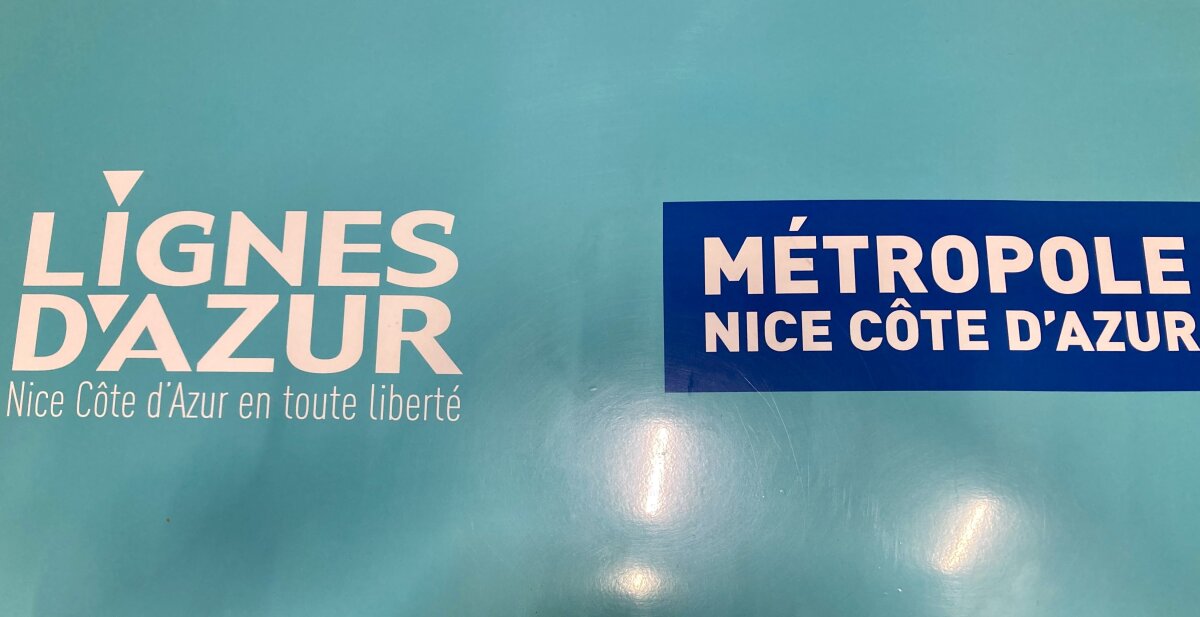 LIGNES
D'AZUR
Nice Côte d'Azur en toute liberté
MÉTROPOLE
NICE CÔTE D'AZUR